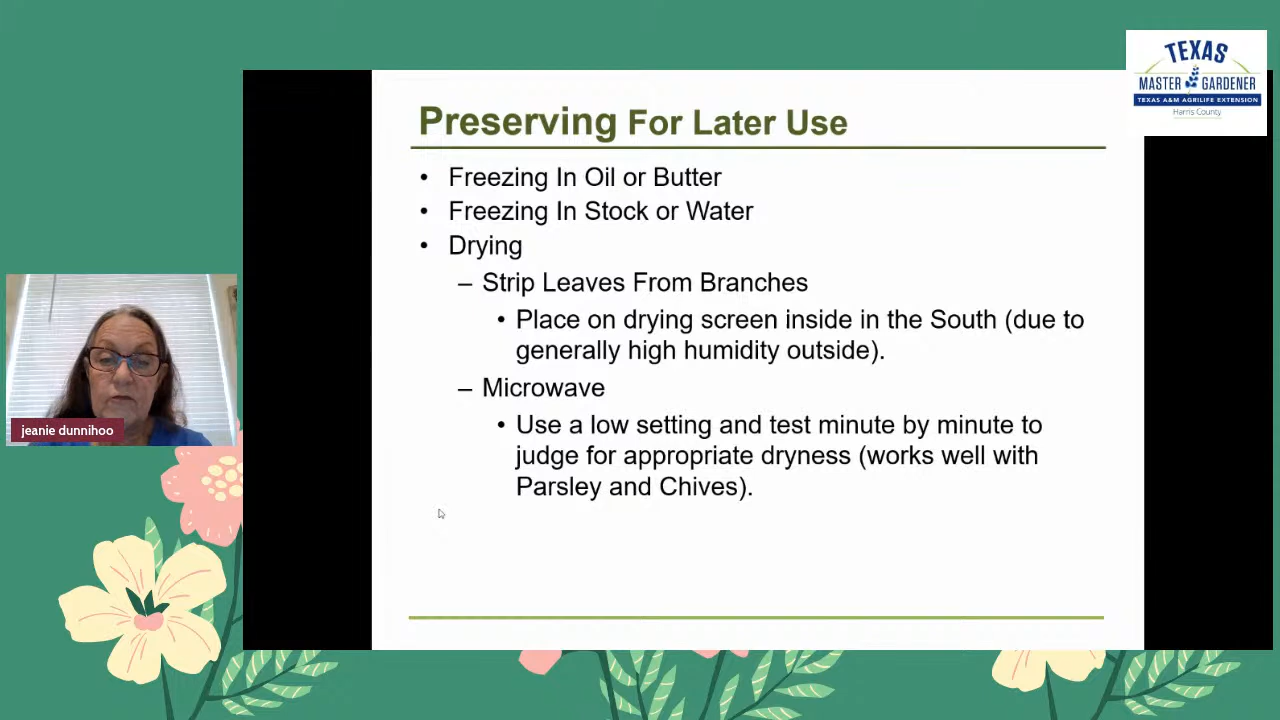 TEXAS
MASTER GARDENER
TEXAS A&M AGRILIFE EXTENSION
Harris County
Preserving For Later Use
• Freezing In Oil or Butter
• Freezing In Stock or Water
• Drying
– Strip Leaves From Branches
• Place on drying screen inside in the South (due to
generally high humidity outside).
– Microwave
• Use a low setting and test minute by minute to
judge for appropriate dryness (works well with
Parsley and Chives).
jeanie dunnihoo